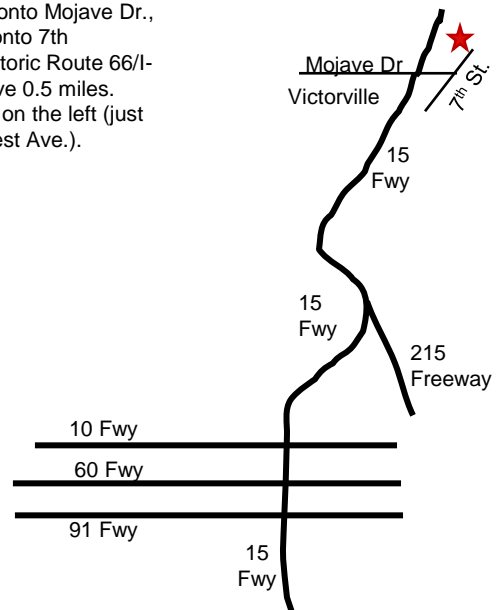 onto Mojave Dr.,
onto 7th
toric Route 66/I-
ve 0.5 miles.
on the left (just
est Ave.).
Mojave Dr
Victorville
7th St.
15
Fwy
15
Fwy
215
Freeway
10 Fwy
60 Fwy
91 Fwy
15
Fwy